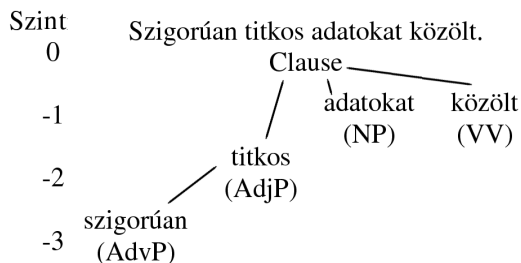 Szint
Szigorúan titkos adatokat közölt.
0
Clause
-1
adatokat közölt
(NP) (VV)
titkos
-2
(AdjP)
szigorúan
-3
(AdvP)